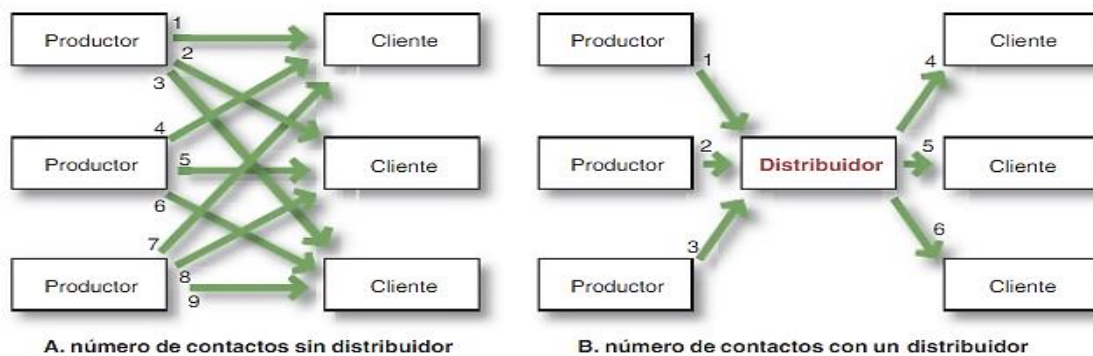 1
Productor
Cliente
2
3
4
Productor
5
Cliente
6
7
Productor
8
Cliente
9
A. número de contactos sin distribuidor
Productor
1
4
Cliente
Productor
2
Distribuidor
5
Cliente
3
6
Productor
Cliente
B. número de contactos con un distribuidor